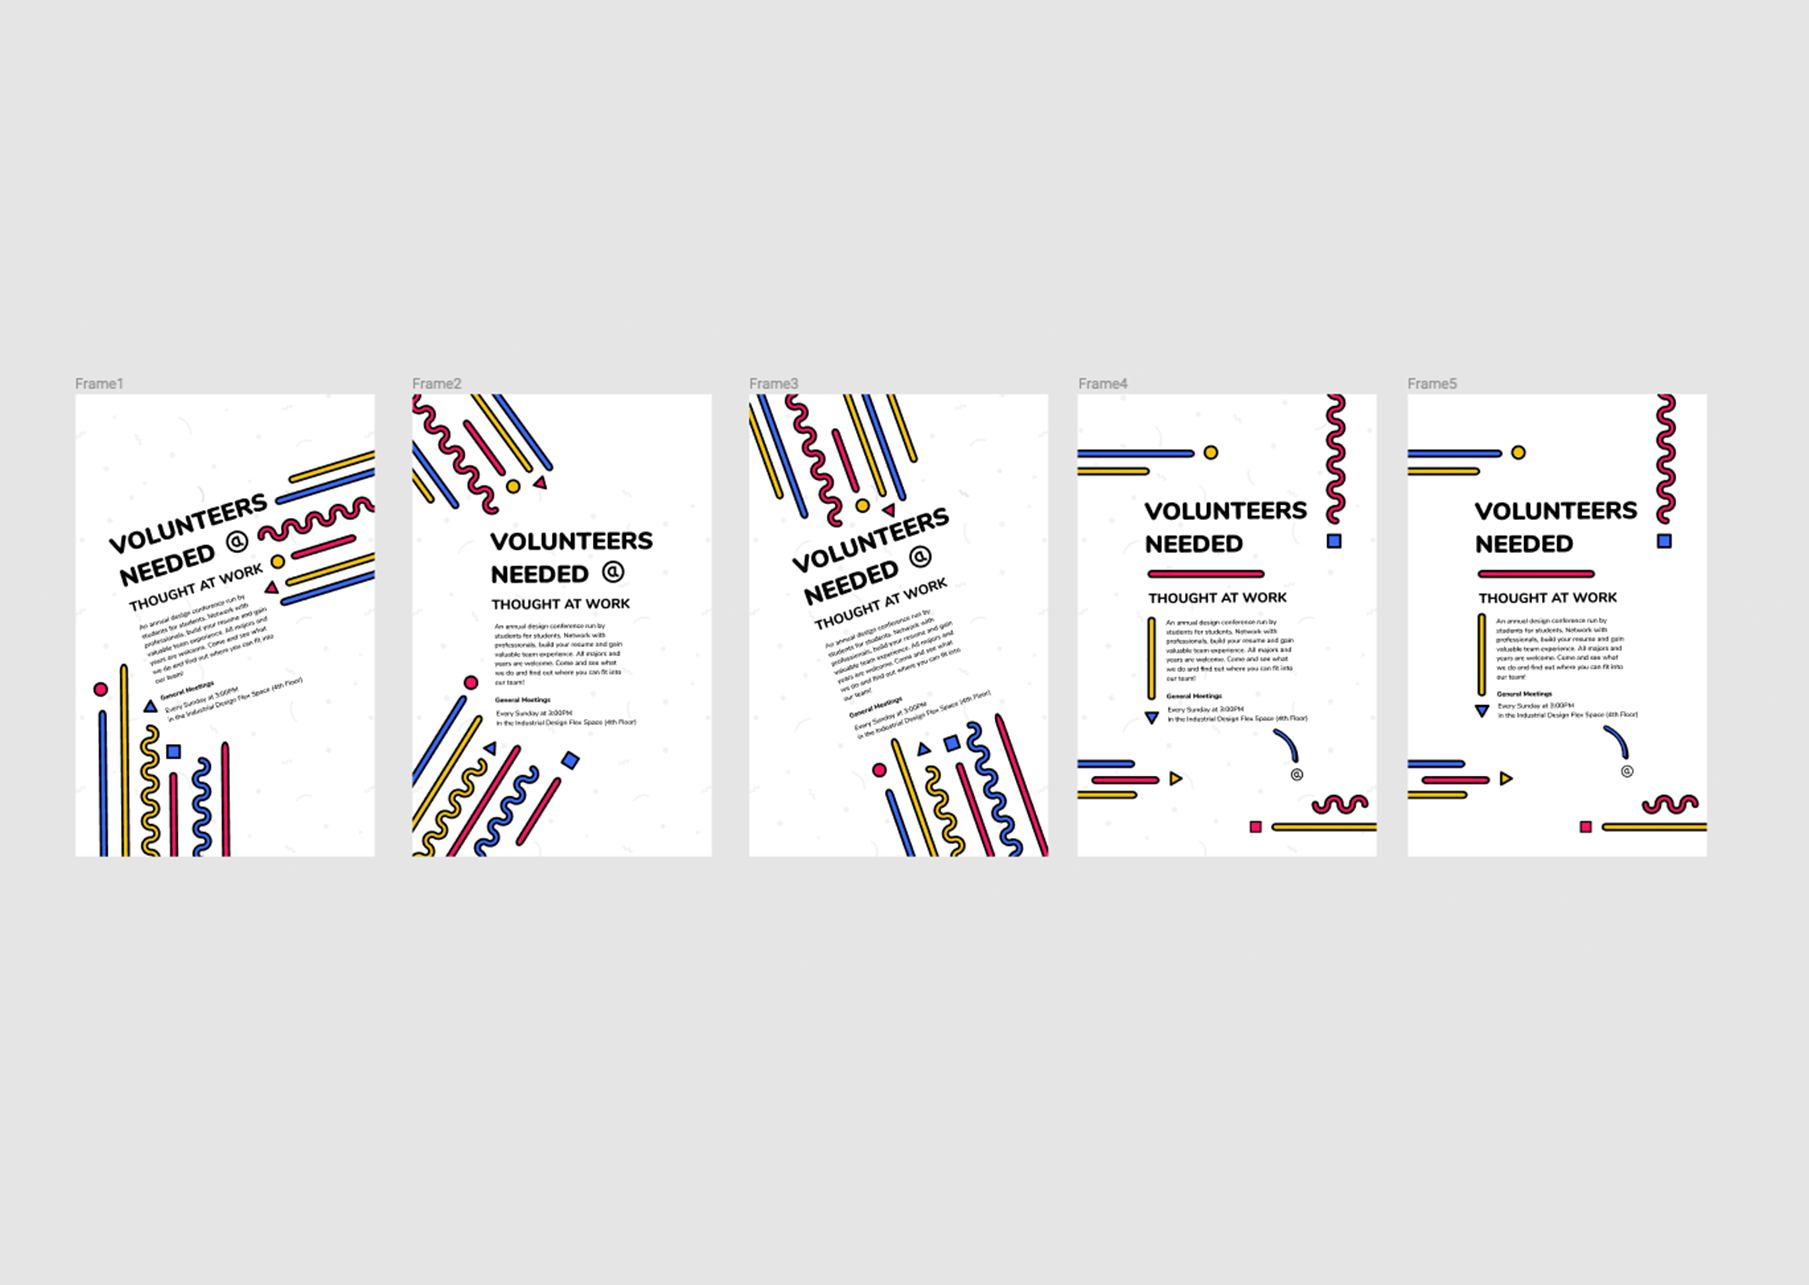 Frame1
VOLUNTEERS
NEEDED @
THOUGHT AT WORK
An annual design conference run by
students for students. Network with
professionals, build your resume and gain
valuable team experience. All majors and
years are welcome. Come and see what
we do and find out where you can fit into
our team!
General Meetings
Every Sunday at 3:00PM
in the Industrial Design Flex Space (4th Floor)
Frame2
VOLUNTEERS
NEEDED @
THOUGHT AT WORK
An annual design conference run by
students for students. Network with
professionals, build your resume and gain
valuable team experience. All majors and
years are welcome. Come and see what
we do and find out where you can fit into
our team!
General Meetings
Every Sunday at 3:00PM
in the Industrial Design Flex Space (4th Floor)
Frame3
VOLUNTEERS
NEEDED @
THOUGHT AT WORK
An annual design conference run by
students for students. Network with
professionals, build your resume and gain
valuable team experience. All majors and
years are welcome. Come and see what
we do and find out where you can fit into
our team!
General Meetings
Every Sunday at 3:00PM
in the Industrial Design Flex Space (4th Floor)
Frame4
VOLUNTEERS
NEEDED
THOUGHT AT WORK
An annual design conference run by
students for students. Network with
professionals, build your resume and gain
valuable team experience. All majors and
years are welcome. Come and see what
we do and find out where you can fit into
our team!
General Meetings
Every Sunday at 3:00PM
in the Industrial Design Flex Space (4th Floor)
@
Frame5
VOLUNTEERS
NEEDED
THOUGHT AT WORK
An annual design conference run by
students for students. Network with
professionals, build your resume and gain
valuable team experience. All majors and
years are welcome. Come and see what
we do and find out where you can fit into
our team!
General Meetings
Every Sunday at 3:00PM
in the Industrial Design Flex Space (4th Floor)
@